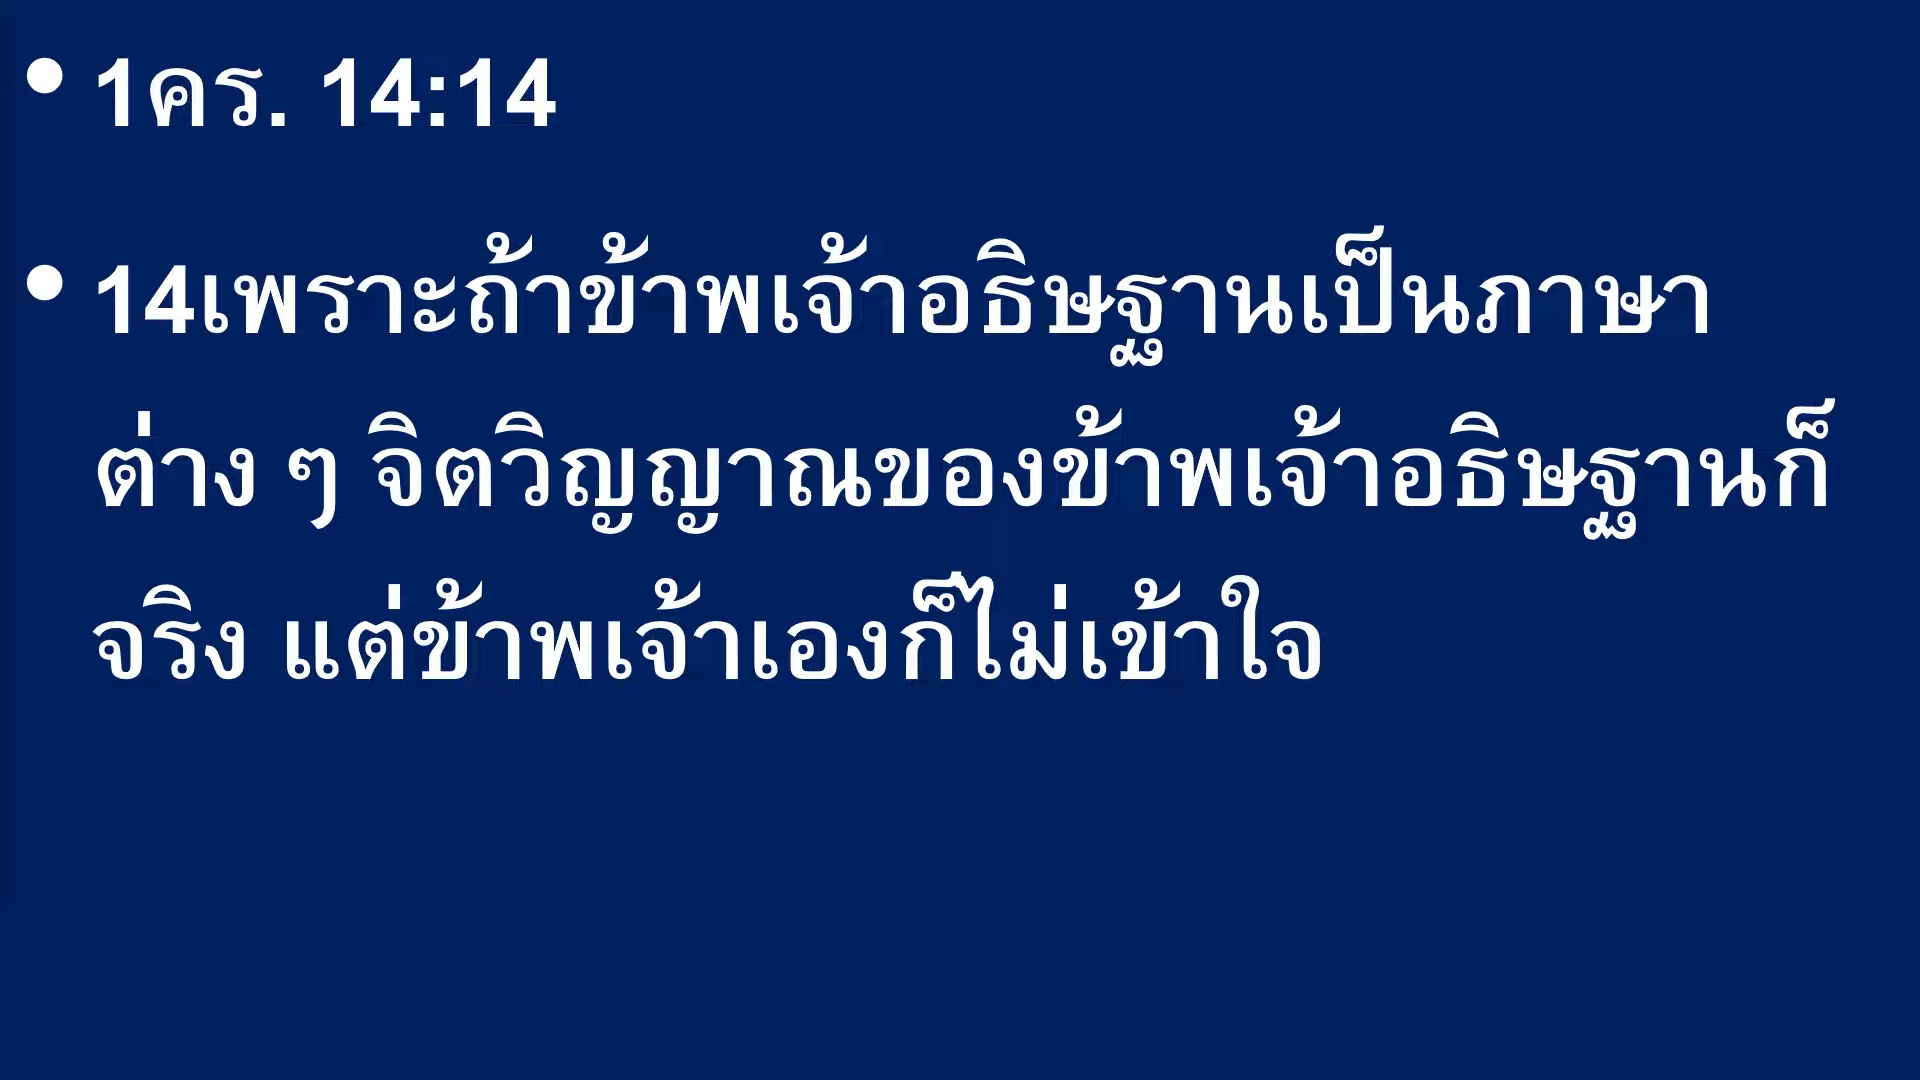 • 1คร. 14:14
• 14เพราะถ้าข้าพเจ้าอธิษฐานเป็นภาษา
ต่าง ๆ จิตวิญญาณของข้าพเจ้าอธิษฐานก็
จริง แต่ข้าพเจ้าเองก็ไม่เข้าใจ